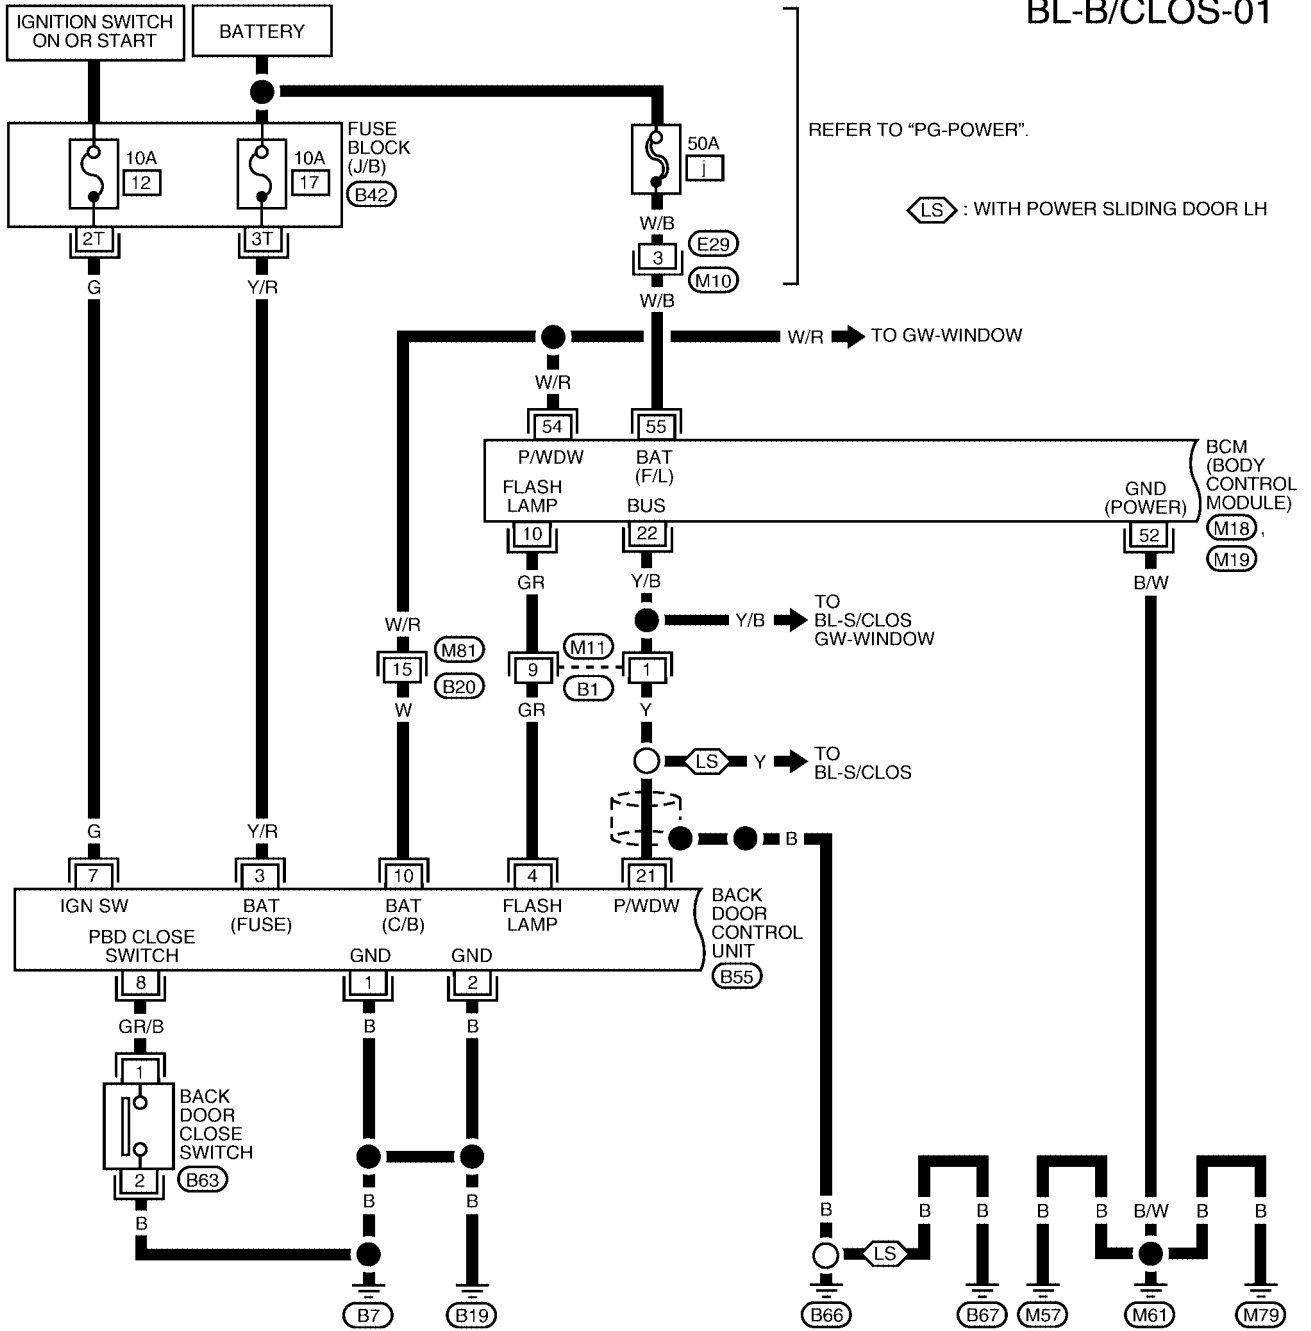 BL-B/CLOS-01
IGNITION SWITCH
ON OR START
BATTERY
FUSE
BLOCK
(J/B)
B42
10A
12
10A
17
50A
j
REFER TO “PG-POWER”.
LS : WITH POWER SLIDING DOOR LH
2T
3T
W/B
3
E29
M10
G
Y/R
W/B
W/R
TO GW-WINDOW
W/R
54
55
P/WDW
BAT
(F/L)
FLASH
LAMP
BUS
GND
(POWER)
BCM
(BODY
CONTROL
MODULE)
M18 ,
M19
10
22
52
GR
Y/B
B/W
Y/B
TO
BL-S/CLOS
GW-WINDOW
W/R
15
M81
B20
9
M11
B1
1
W
GR
Y
LS
Y
TO
BL-S/CLOS
G
Y/R
B
7
3
10
4
21
IGN SW
BAT
(FUSE)
BAT
(C/B)
FLASH
LAMP
P/WDW
PBD CLOSE
SWITCH
GND
GND
BACK
DOOR
CONTROL
UNIT
B55
8
1
2
GR/B
B
B
1
BACK
DOOR
CLOSE
SWITCH
B63
2
B
B
B
B
LS
B
B
B
B
B/W
B
B
B7
B19
B66
B67
M57
M61
M79